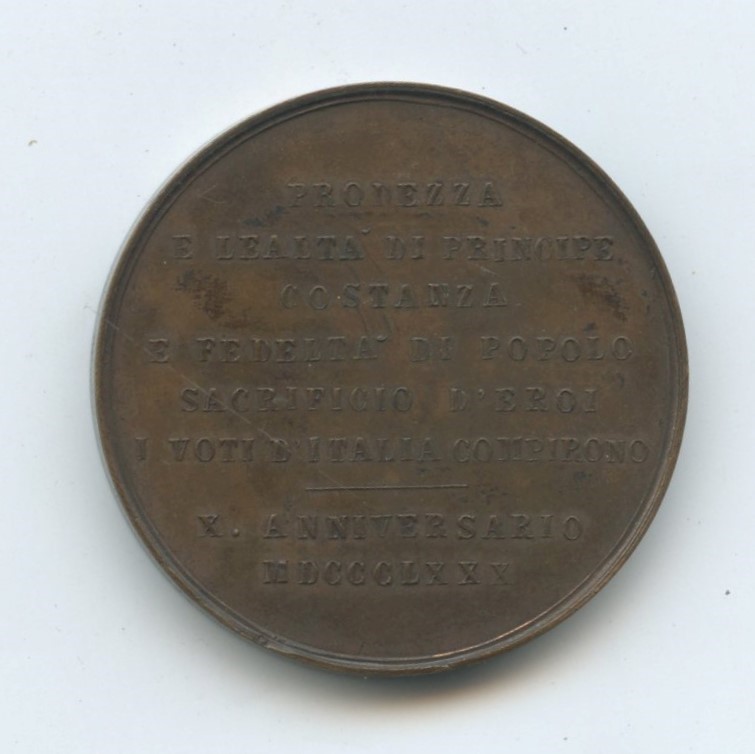 PRODEZZA
E LEALTA' DI PRINCIPE
COSTANZA
E FEDELTA' DI POPOLO
SACRIFICIO D'EROI
I VOTI D'ITALIA COMPIRONO
X. ANNIVERSARIO
MDCCCLXXX